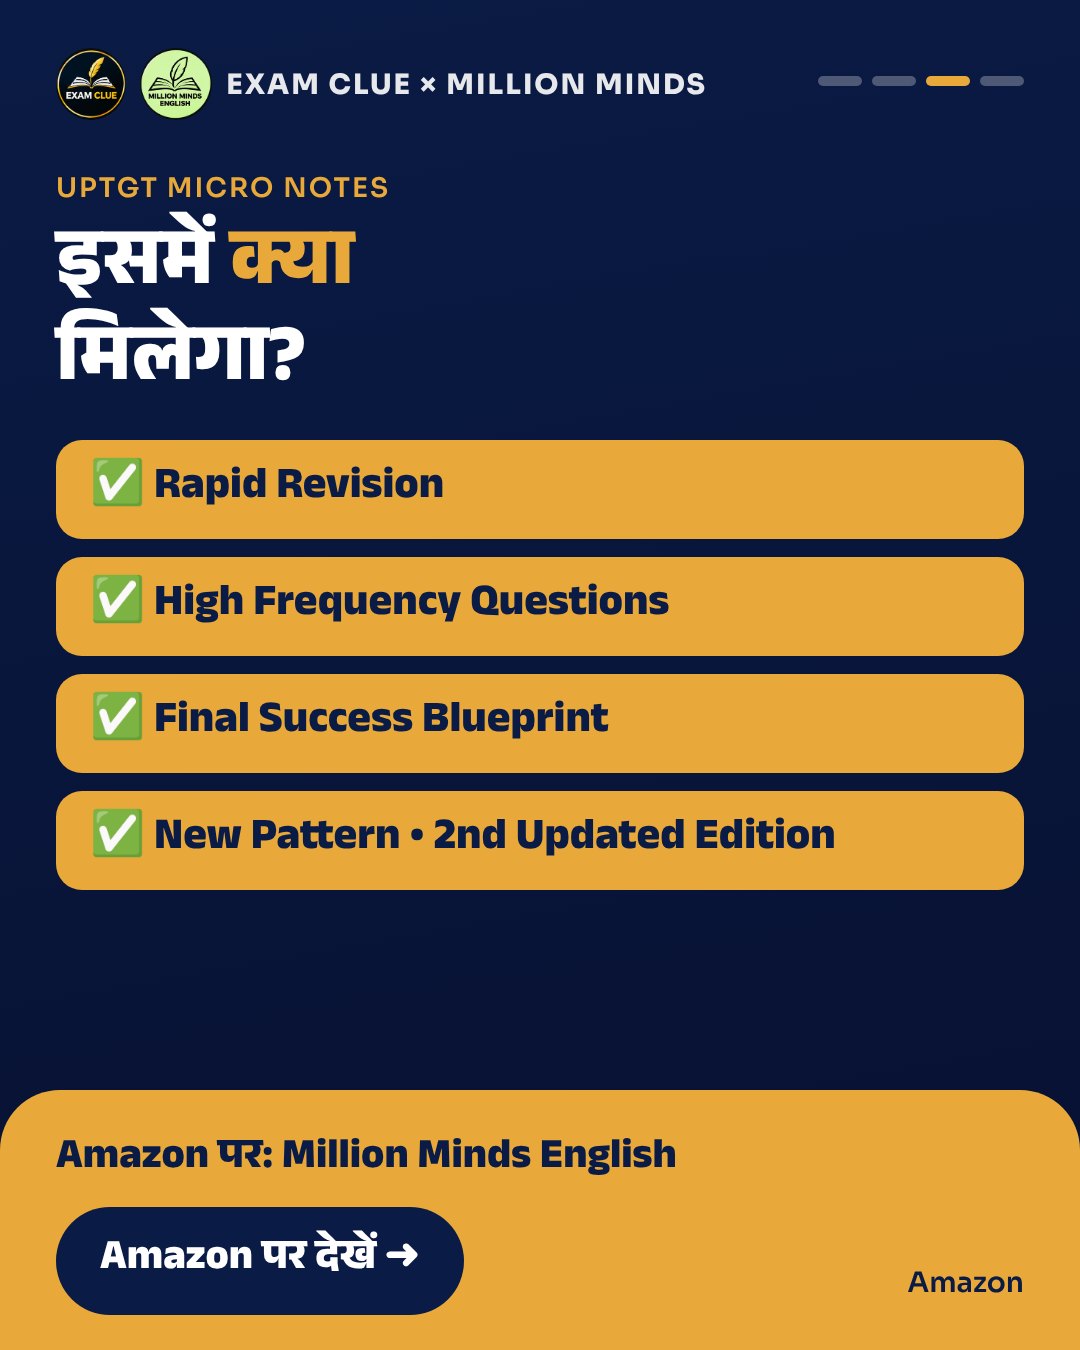 EXAM CLUE
MILLION MINDS
ENGLISH
EXAM CLUE × MILLION MINDS
UPTGT MICRO NOTES
इसमें क्या
मिलेगा?
✅ Rapid Revision
✅ High Frequency Questions
✅ Final Success Blueprint
✅ New Pattern • 2nd Updated Edition
Amazon पर: Million Minds English
Amazon पर देखें ➜
Amazon